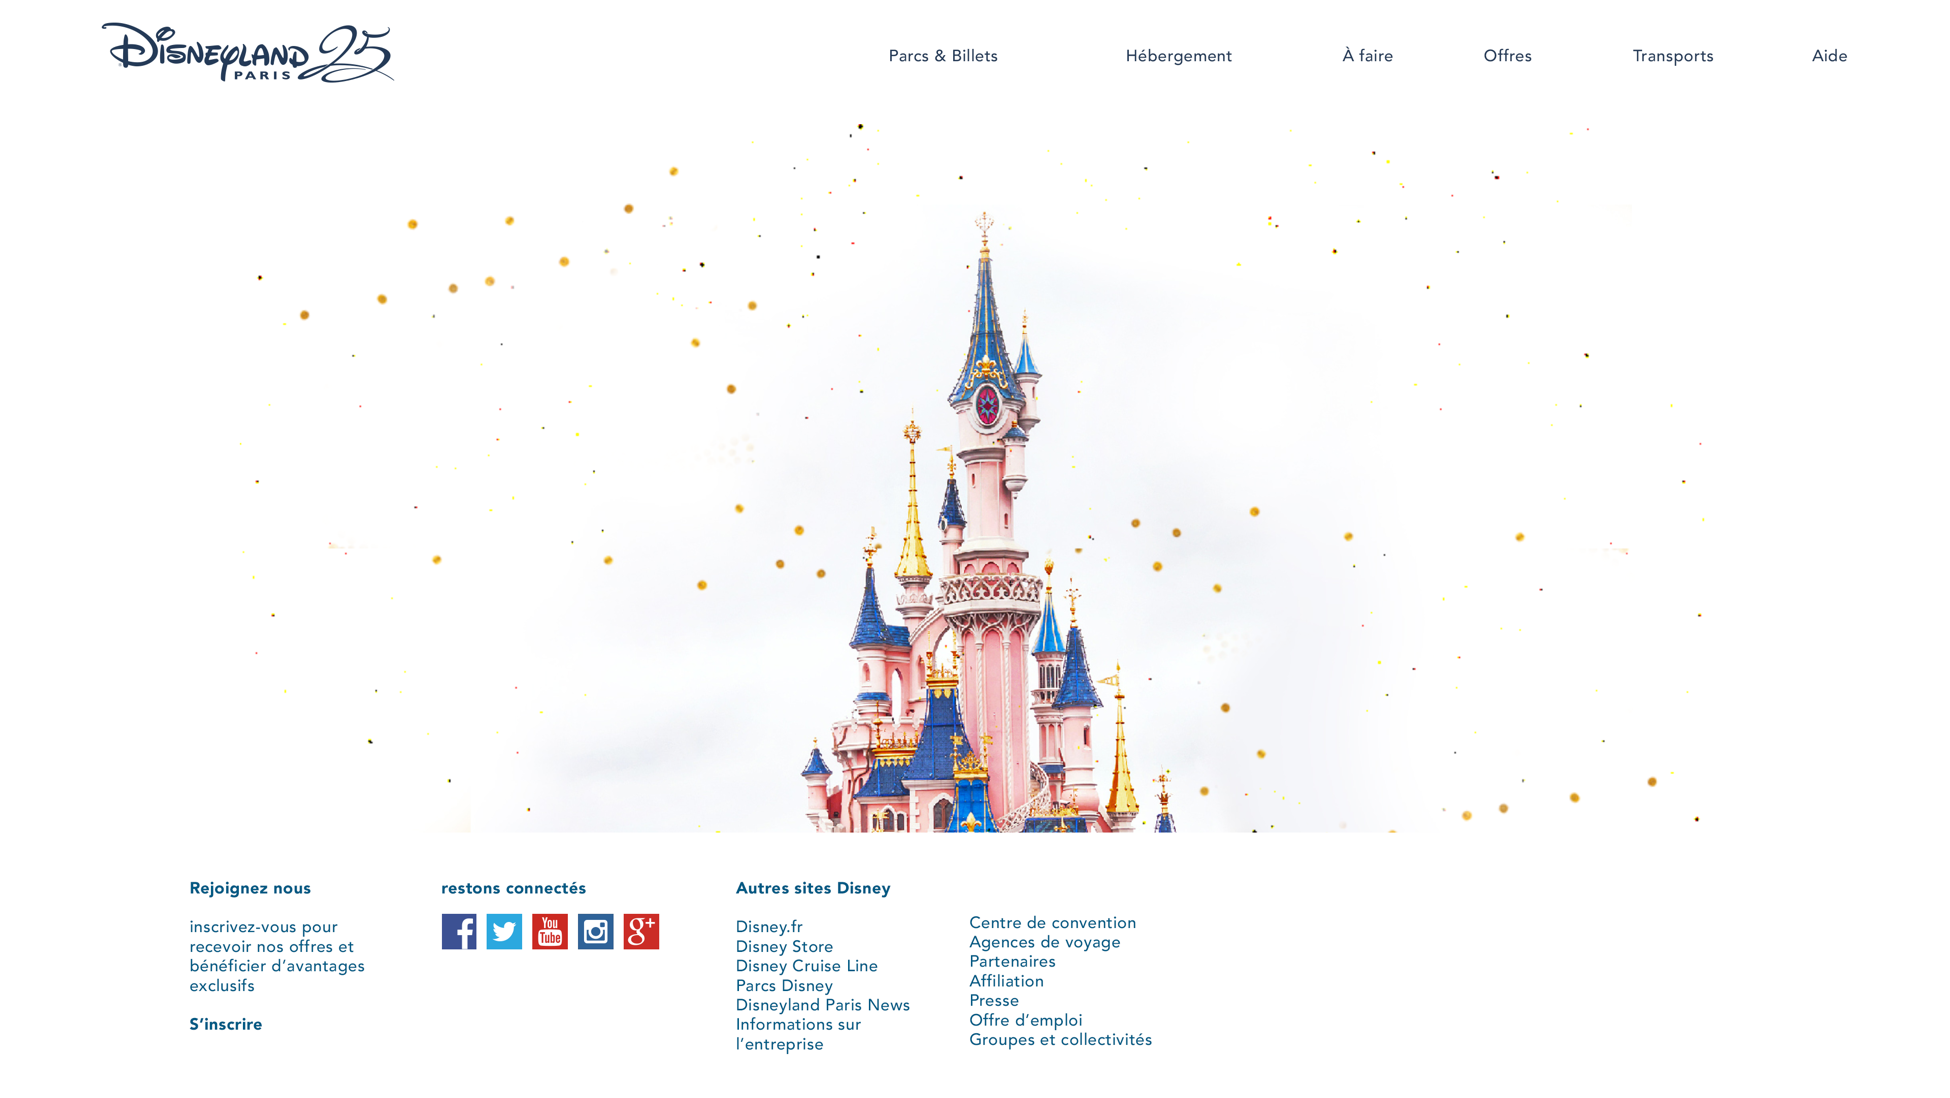 DISNEYLAND 25
PARIS
Parcs & Billets
Hébergement
À faire
Offres
Transports
Aide
Rejoignez nous
inscrivez-vous pour
recevoir nos offres et
bénéficier d’avantages
exclusifs
S’inscrire
restons connectés
f
You
Tube
g+
Autres sites Disney
Disney.fr
Disney Store
Disney Cruise Line
Parcs Disney
Disneyland Paris News
Informations sur
l’entreprise
Centre de convention
Agences de voyage
Partenaires
Affiliation
Presse
Offre d’emploi
Groupes et collectivités